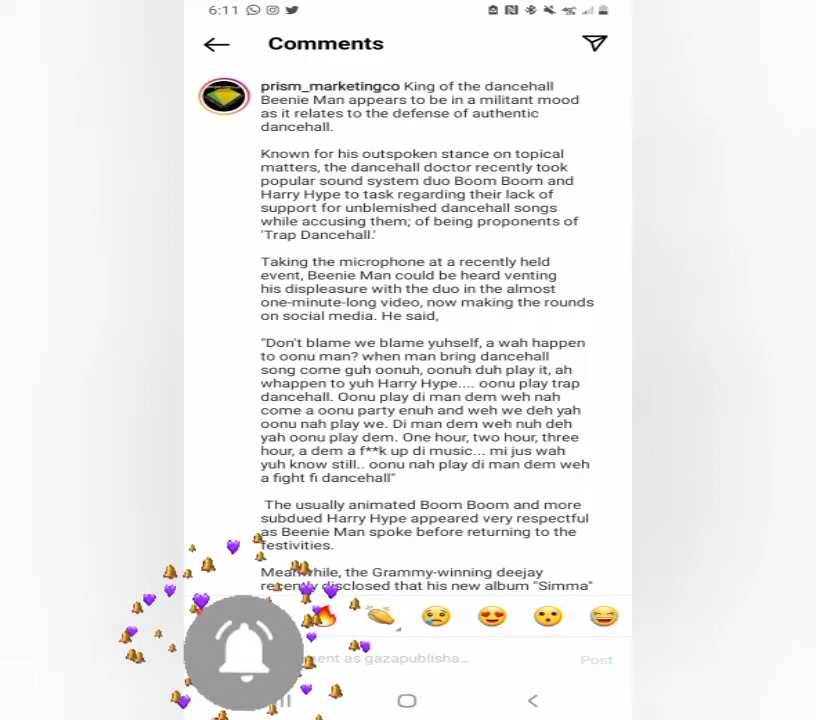 6:11
Comments
prism_marketingco King of the dancehall
Beenie Man appears to be in a militant mood
as it relates to the defense of authentic
dancehall.
Known for his outspoken stance on topical
matters, the dancehall doctor recently took
popular sound system duo Boom Boom and
Harry Hype to task regarding their lack of
support for unblemished dancehall songs
while accusing them; of being proponents of
'Trap Dancehall.'
Taking the microphone at a recently held
event, Beenie Man could be heard venting
his displeasure with the duo in the almost
one-minute-long video, now making the rounds
on social media. He said,
"Don't blame we blame yuhself, a wah happen
to oonu man? when man bring dancehall
song come guh oonuh, oonuh duh play it, ah
whappen to yuh Harry Hype.... oonu play trap
dancehall. Oonu play di man dem weh nah
come a oonu party enuh and weh we deh yah
oonu nah play we. Di man dem weh nuh deh
yah oonu play dem. One hour, two hour, three
hour, a dem a f**k up di music... mi jus wah
yuh know still.. oonu nah play di man dem weh
a fight fi dancehall"
The usually animated Boom Boom and more
subdued Harry Hype appeared very respectful
as Beenie Man spoke before returning to the
festivities.
Meanwhile, the Grammy-winning deejay
recently disclosed that his new album "Simma"
as gazapublisha... Post